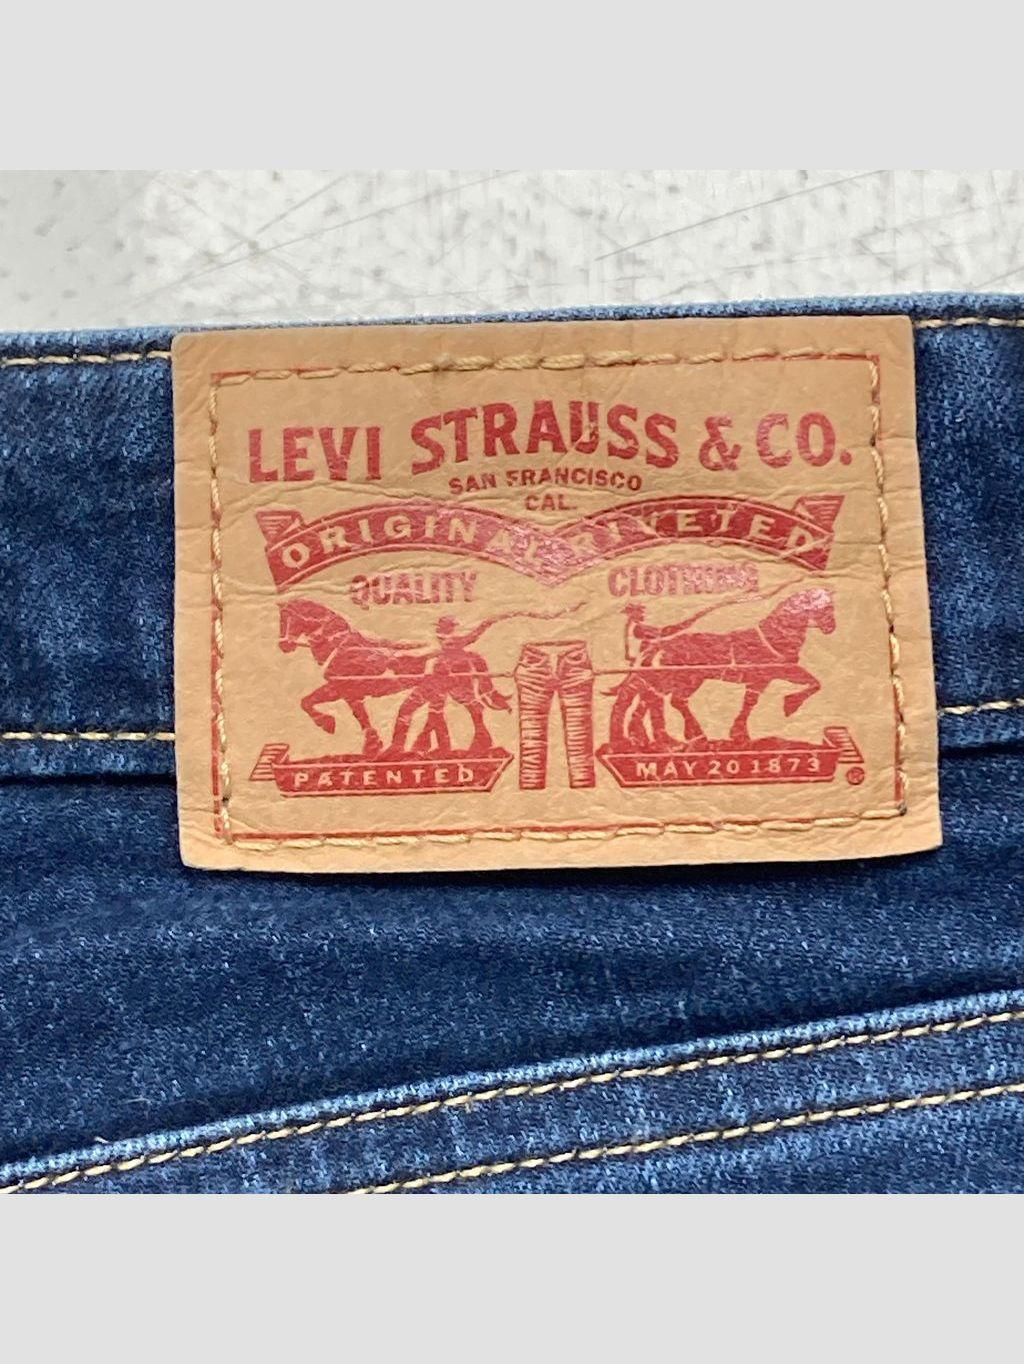 LEVI STRAUSS & CO.
SAN FRANCISCO
CAL.
ORIGINAL RIVETED
QUALITY CLOTHING
PATENTED MAY 20 1873 ®